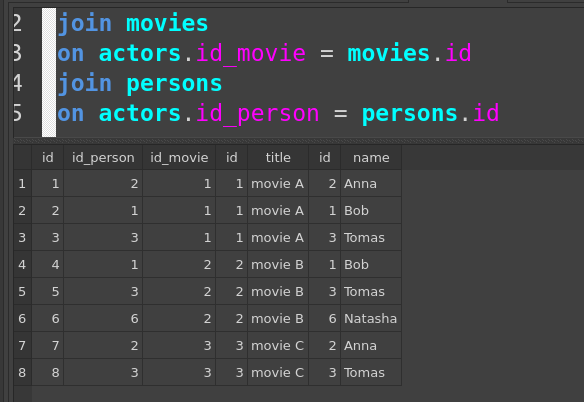 2 join movies
3 on actors.id_movie = movies.id
4 join persons
5 on actors.id_person = persons.id
id id_person id_movie id title id name
1 1 2 1 1 movie A 2 Anna
2 2 1 1 1 movie A 1 Bob
3 3 3 1 1 movie A 3 Tomas
4 4 1 2 2 movie B 1 Bob
5 5 3 2 2 movie B 3 Tomas
6 6 6 2 2 movie B 6 Natasha
7 7 2 3 3 movie C 2 Anna
8 8 3 3 3 movie C 3 Tomas